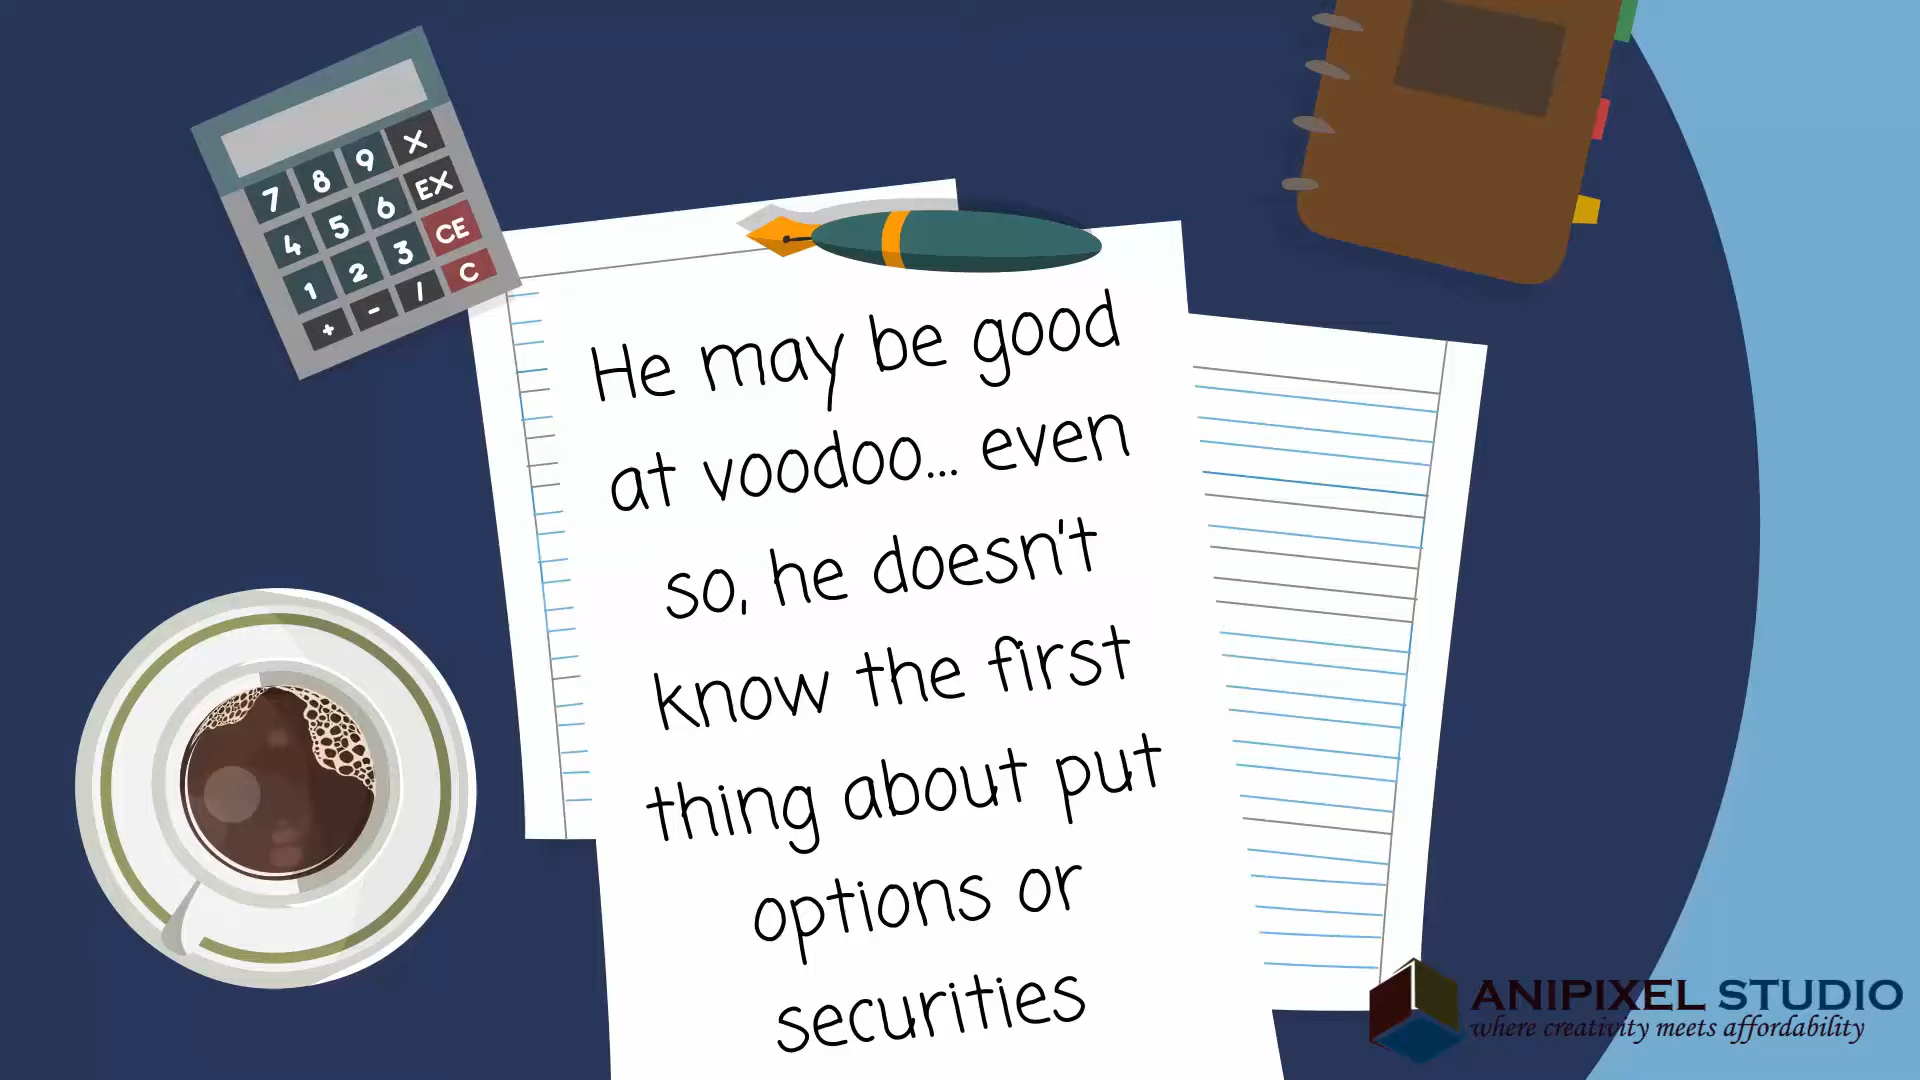 7 8 9 X
4 5 6 EX
1 2 3 CE
+ - / C
He may be good
at voodoo... even
so, he doesn't
know the first
thing about put
options or
securities
ANIPIXEL STUDIO
where creativity meets affordability